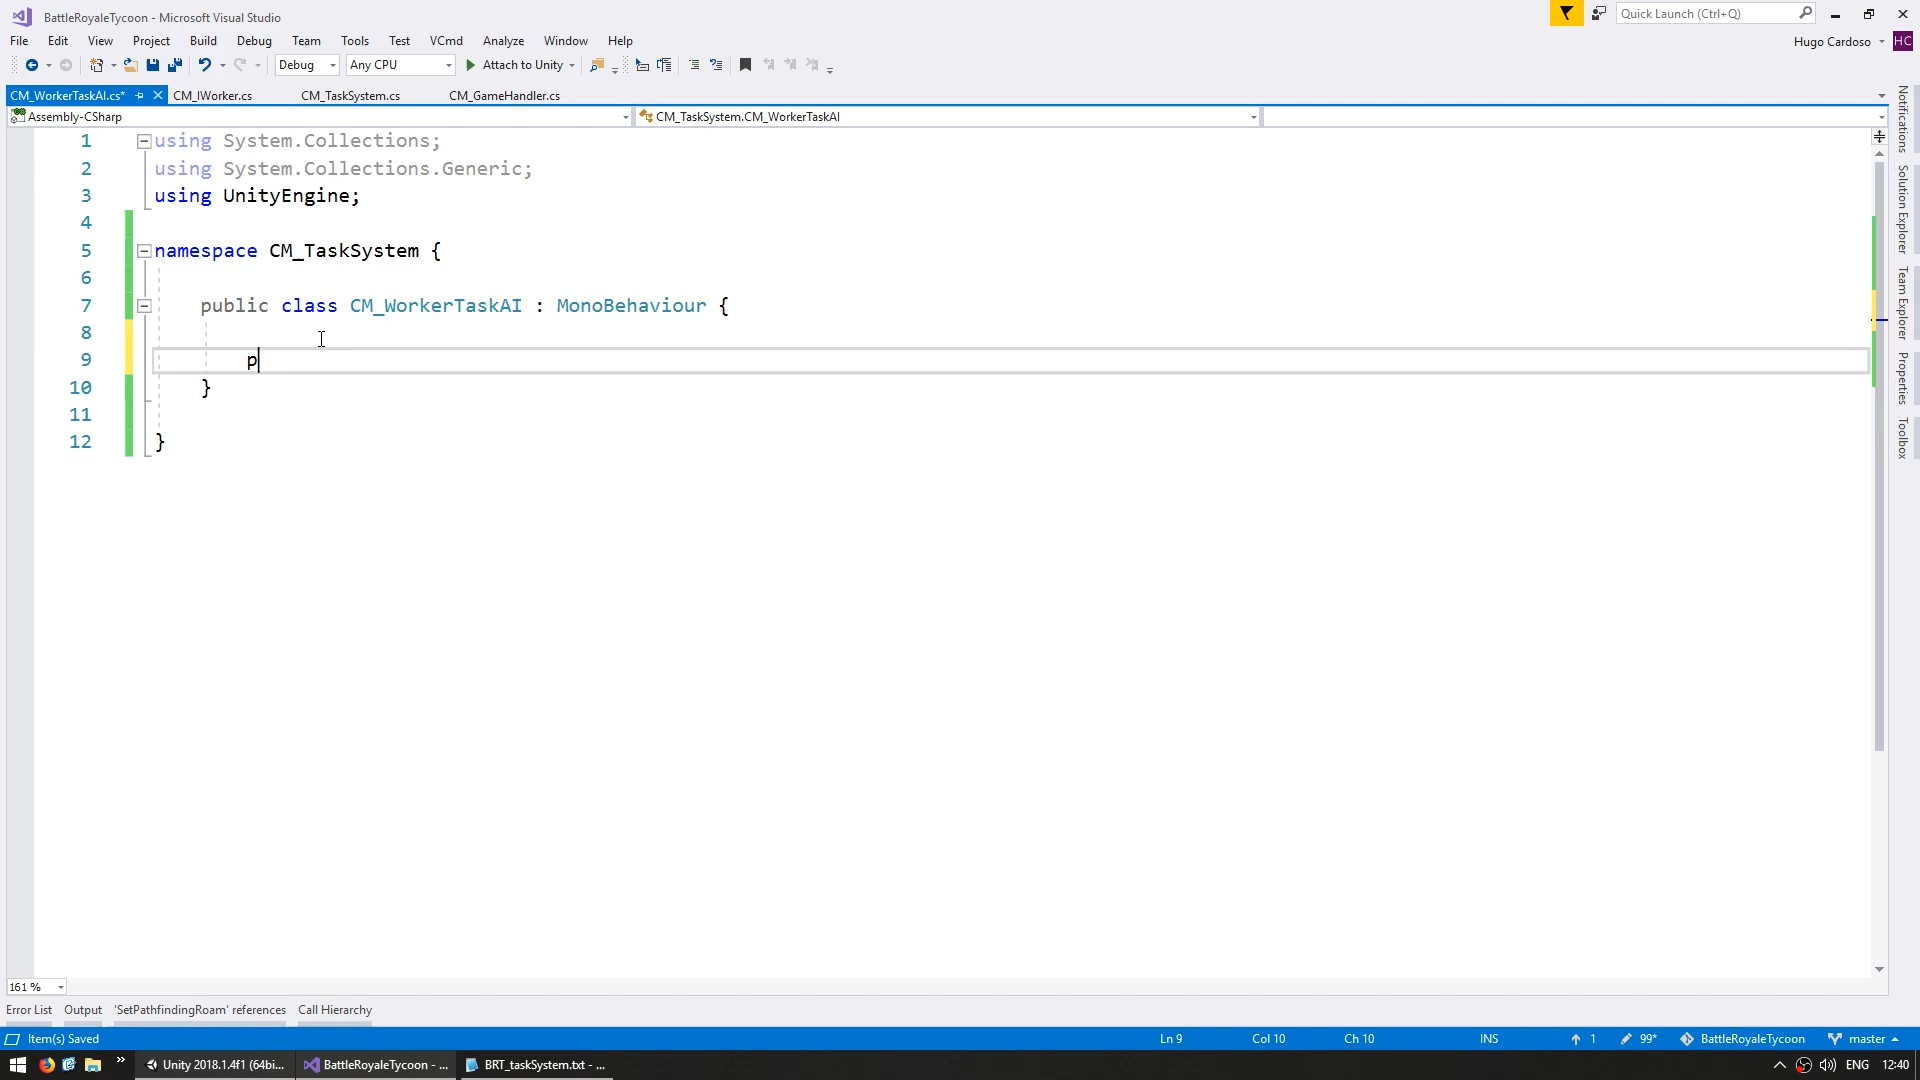 BattleRoyaleTycoon - Microsoft Visual Studio
Quick Launch (Ctrl+Q)
File Edit View Project Build Debug Team Tools Test VCmd Analyze Window Help
Hugo Cardoso HC
Debug Any CPU Attach to Unity
CM_WorkerTaskAI.cs* CM_IWorker.cs CM_TaskSystem.cs CM_GameHandler.cs
Assembly-CSharp CM_TaskSystem.CM_WorkerTaskAI
1 using System.Collections;
2 using System.Collections.Generic;
3 using UnityEngine;
4
5 namespace CM_TaskSystem {
6
7 public class CM_WorkerTaskAI : MonoBehaviour {
8
9 p
10 }
11
12 }
Notifications
Solution Explorer
Team Explorer
Properties
Toolbox
161 %
Error List Output 'SetPathfindingRoam' references Call Hierarchy
Item(s) Saved Ln 9 Col 10 Ch 10 INS 1 99* BattleRoyaleTycoon master
Unity 2018.1.4f1 (64bi... BattleRoyaleTycoon - ... BRT_taskSystem.txt - ... ENG 12:40